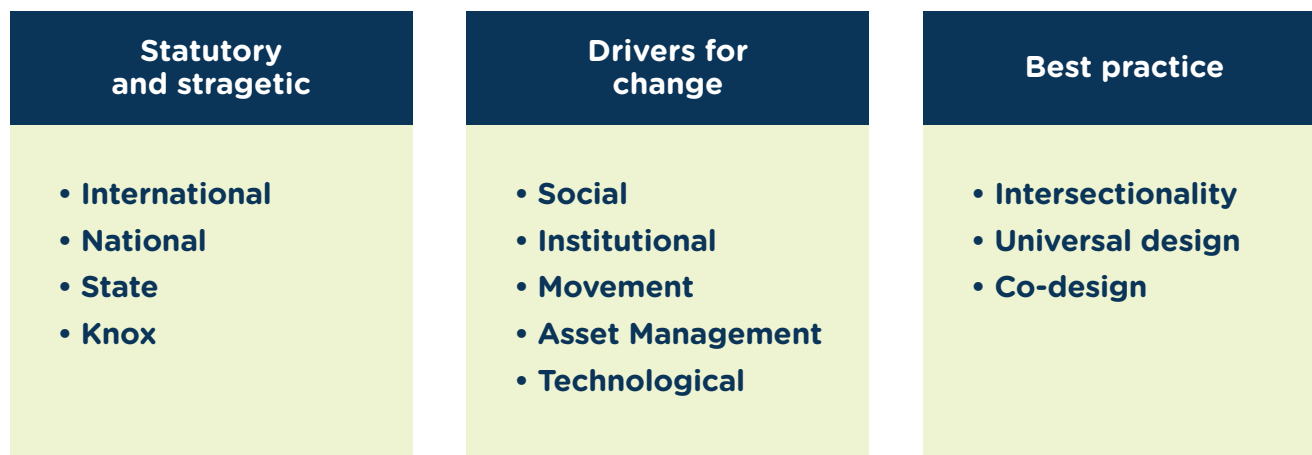 Statutory
and stragetic
• International
• National
• State
• Knox
Drivers for
change
• Social
• Institutional
• Movement
• Asset Management
• Technological
Best practice
• Intersectionality
• Universal design
• Co-design